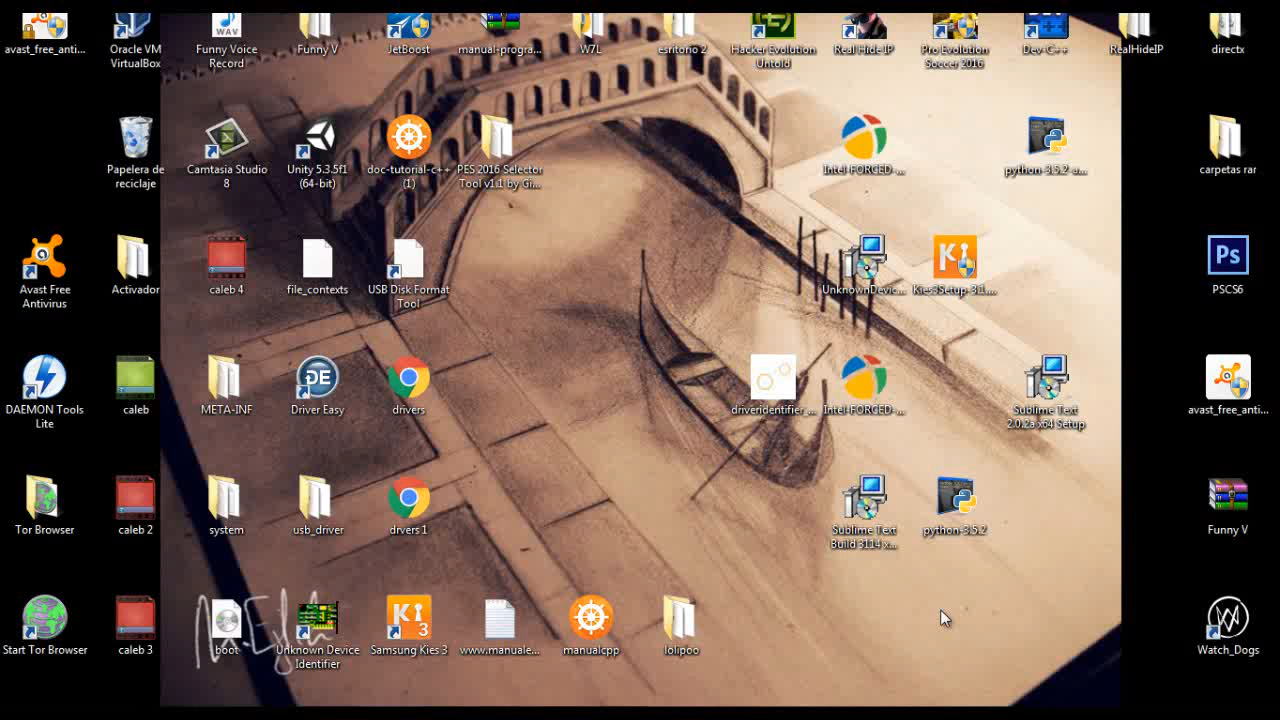 avast_free_anti...
Oracle VM
VirtualBox
Funny Voice
Record
Funny V
JetBoost
manual-progra...
W7L
esritorio 2
Hacker Evolution
Untold
Real Hide IP
Pro Evolution
Soccer 2016
Dev-C++
RealHideIP
directx
Papelera de
reciclaje
Camtasia Studio
8
Unity 5.3.5f1
(64-bit)
doc-tutorial-c++
(1)
PES 2016 Selector
Tool v1.1 by Gi...
Intel-FORCED-...
python-3.5.2-a...
carpetas rar
Avast Free
Antivirus
Activador
caleb 4
file_contexts
USB Disk Format
Tool
UnknownDevic...
Kies3Setup-3.1....
PSCS6
DAEMON Tools
Lite
caleb
META-INF
Driver Easy
drivers
driveridentifier_...
Intel-FORCED-...
Sublime Text
2.0.2a x64 Setup
avast_free_anti...
Tor Browser
caleb 2
system
usb_driver
drvers 1
Sublime Text
Build 3114 x...
python-3.5.2
Funny V
Start Tor Browser
caleb 3
boot
Unknown Device
Identifier
Samsung Kies 3
www.manuale...
manualcpp
lolipoo
Watch_Dogs